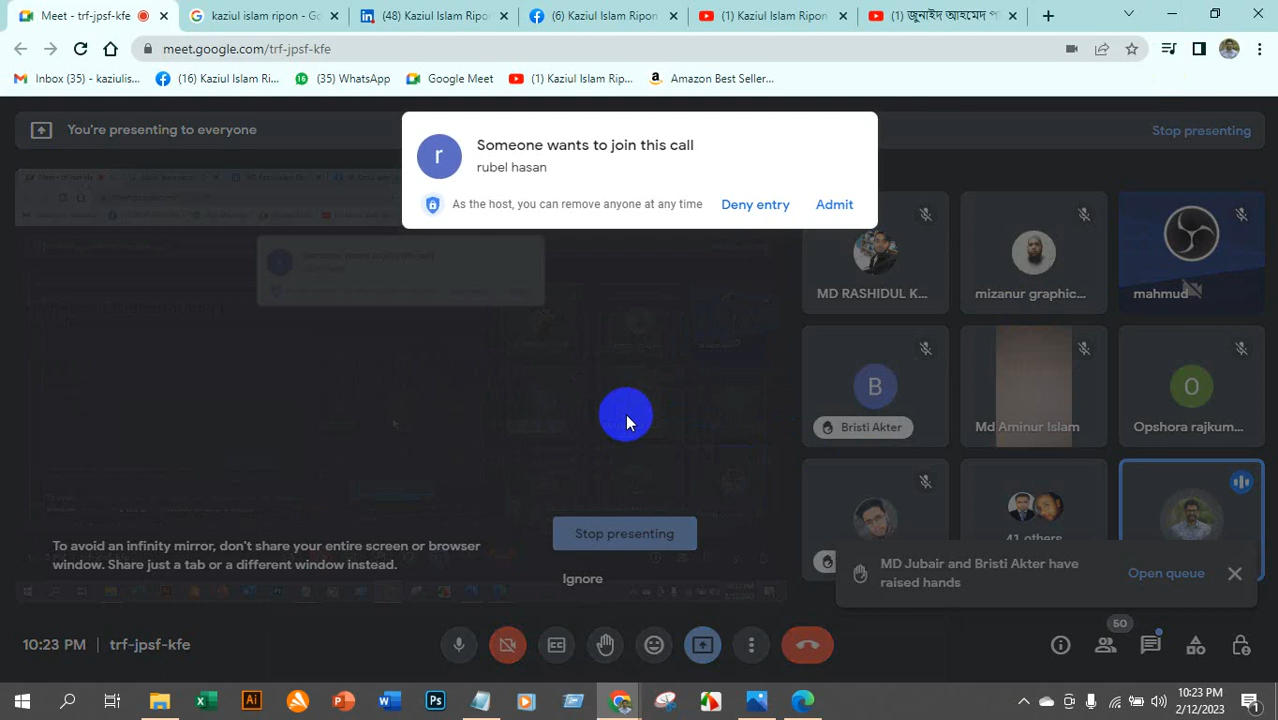 Meet - trf-jpsf-kfe
kaziul islam ripon - Go
(48) Kaziul Islam Ripo
(6) Kaziul Islam Ripon
(1) Kaziul Islam Ripon
(1) জুনাইদ আহমেদ প
meet.google.com/trf-jpsf-kfe
Inbox (35) - kaziulis...
(16) Kaziul Islam Ri...
(35) WhatsApp
Google Meet
(1) Kaziul Islam Rip...
Amazon Best Seller...
You're presenting to everyone
Stop presenting
Someone wants to join this call
r
rubel hasan
As the host, you can remove anyone at any time
Deny entry
Admit
MD RASHIDUL K...
mizanur graphic...
mahmud
B
Bristi Akter
Md Aminur Islam
O
Opshora rajkum...
41 others
Stop presenting
To avoid an infinity mirror, don't share your entire screen or browser
window. Share just a tab or a different window instead.
Ignore
MD Jubair and Bristi Akter have
raised hands
Open queue
50
10:23 PM
trf-jpsf-kfe
Ai
Ps
10:23 PM
2/12/2023
1